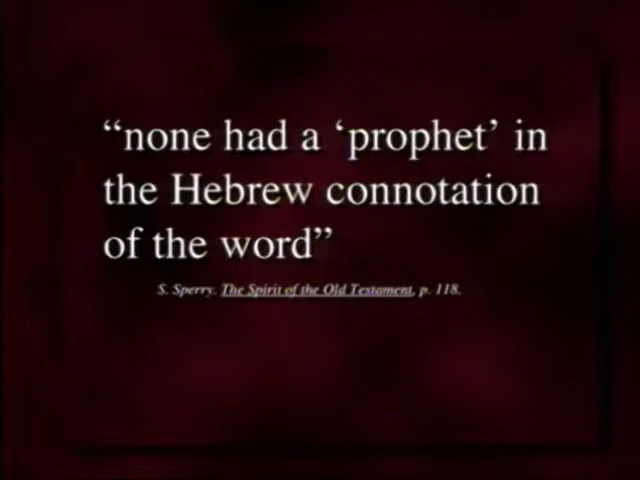 “none had a ‘prophet’ in
the Hebrew connotation
of the word”
S. Sperry. The Spirit of the Old Testament, p. 118.